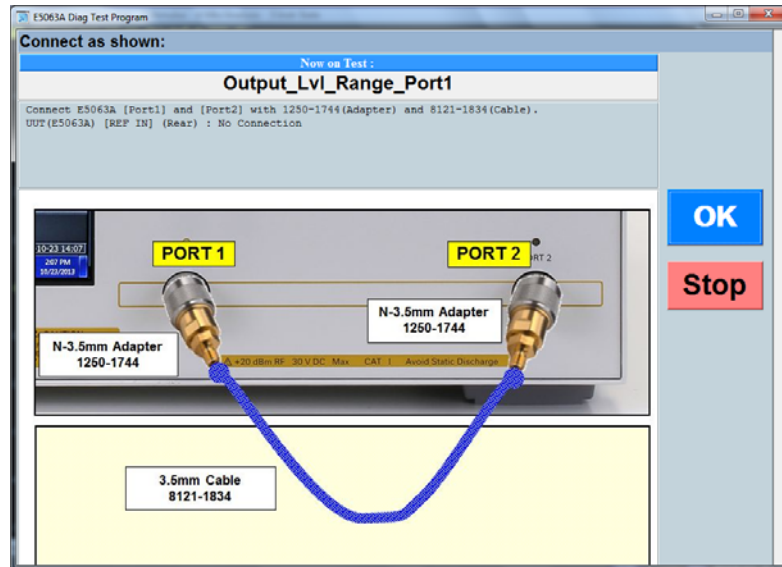 E5063A Diag Test Program
Connect as shown:
Now on Test :
Output_Lvl_Range_Port1
Connect E5063A [Port1] and [Port2] with 1250-1744(Adapter) and 8121-1834(Cable).
UUT(E5063A) [REF IN] (Rear) : No Connection
OK
Stop
10-23 14:07
2:07 PM
10/23/2013
PORT 1
PORT 2
RT 2
N-3.5mm Adapter
1250-1744
N-3.5mm Adapter
1250-1744
+20 dBm RF 30 V DC Max CAT I Avoid Static Discharge
3.5mm Cable
8121-1834